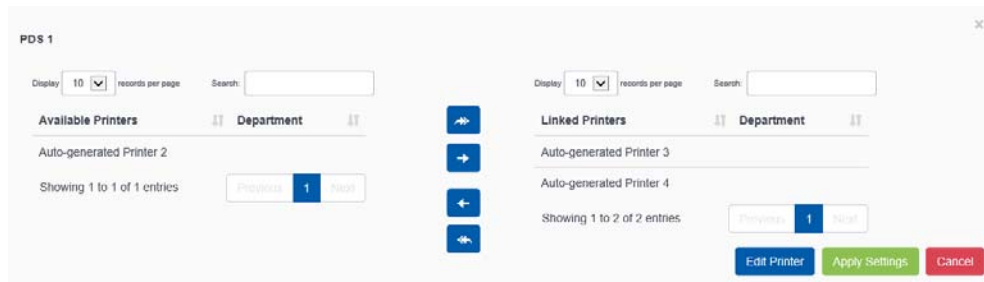 ×
PDS 1
Display 10 records per page Search:
Available Printers Department
Auto-generated Printer 2
Showing 1 to 1 of 1 entries
Previous 1 Next
Display 10 records per page Search:
Linked Printers Department
Auto-generated Printer 3
Auto-generated Printer 4
Showing 1 to 2 of 2 entries
Previous 1 Next
Edit Printer Apply Settings Cancel